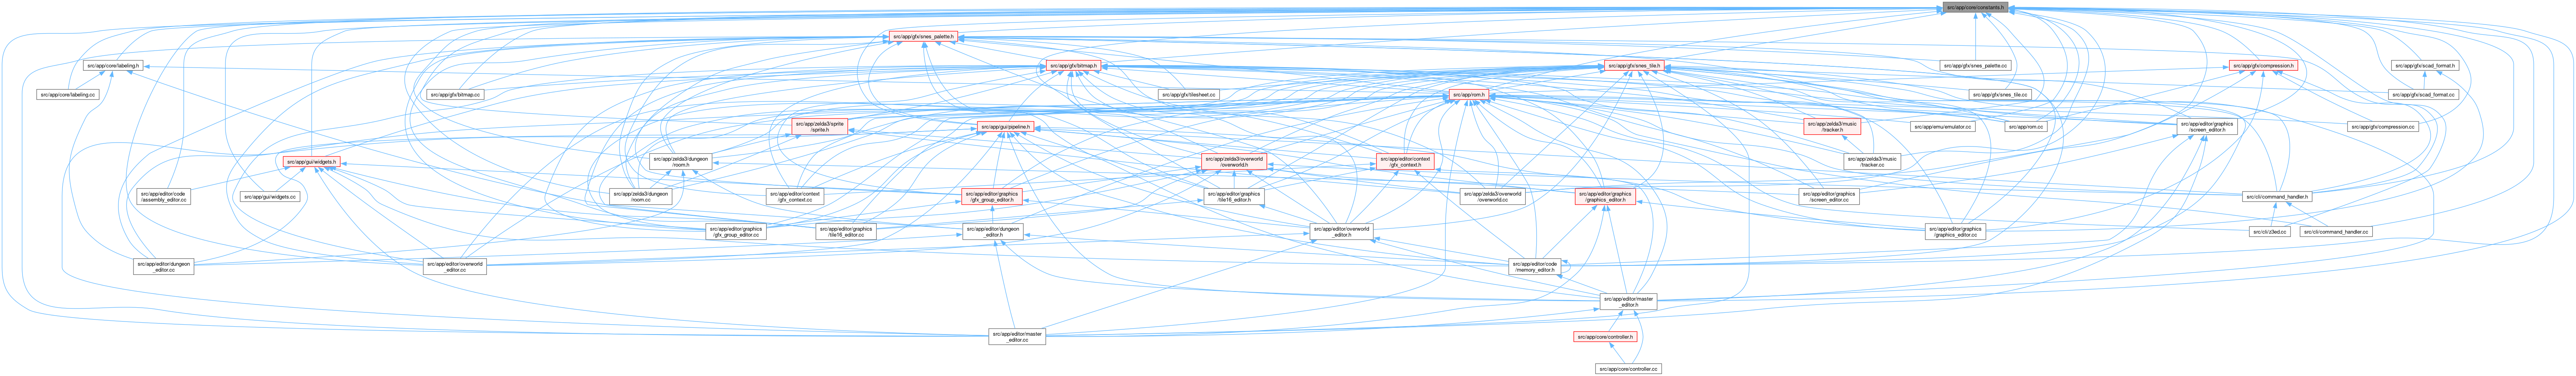 src/app/core/constants.h
src/app/gfx/snes_palette.h
src/app/core/labeling.h
src/app/gfx/bitmap.h
src/app/gfx/snes_tile.h
src/app/gfx/snes_palette.cc
src/app/gfx/compression.h
src/app/gfx/scad_format.h
src/app/core/labeling.cc
src/app/gfx/bitmap.cc
src/app/gfx/tilesheet.cc
src/app/rom.h
src/app/gfx/snes_tile.cc
src/app/gfx/scad_format.cc
src/app/zelda3/sprite
/sprite.h
src/app/gui/pipeline.h
src/app/zelda3/music
/tracker.h
src/app/emu/emulator.cc
src/app/rom.cc
src/app/editor/graphics
/screen_editor.h
src/app/gfx/compression.cc
src/app/gui/widgets.h
src/app/zelda3/dungeon
/room.h
src/app/zelda3/overworld
/overworld.h
src/app/editor/context
/gfx_context.h
src/app/zelda3/music
/tracker.cc
src/app/editor/code
/assembly_editor.cc
src/app/gui/widgets.cc
src/app/zelda3/dungeon
/room.cc
src/app/editor/context
/gfx_context.cc
src/app/editor/graphics
/gfx_group_editor.h
src/app/editor/graphics
/tile16_editor.h
src/app/zelda3/overworld
/overworld.cc
src/app/editor/graphics
/graphics_editor.h
src/app/editor/graphics
/screen_editor.cc
src/cli/command_handler.h
src/app/editor/graphics
/gfx_group_editor.cc
src/app/editor/graphics
/tile16_editor.cc
src/app/editor/dungeon
_editor.h
src/app/editor/overworld
_editor.h
src/app/editor/graphics
/graphics_editor.cc
src/cli/z3ed.cc
src/cli/command_handler.cc
src/app/editor/dungeon
_editor.cc
src/app/editor/overworld
_editor.cc
src/app/editor/code
/memory_editor.h
src/app/editor/master
_editor.h
src/app/editor/master
_editor.cc
src/app/core/controller.h
src/app/core/controller.cc